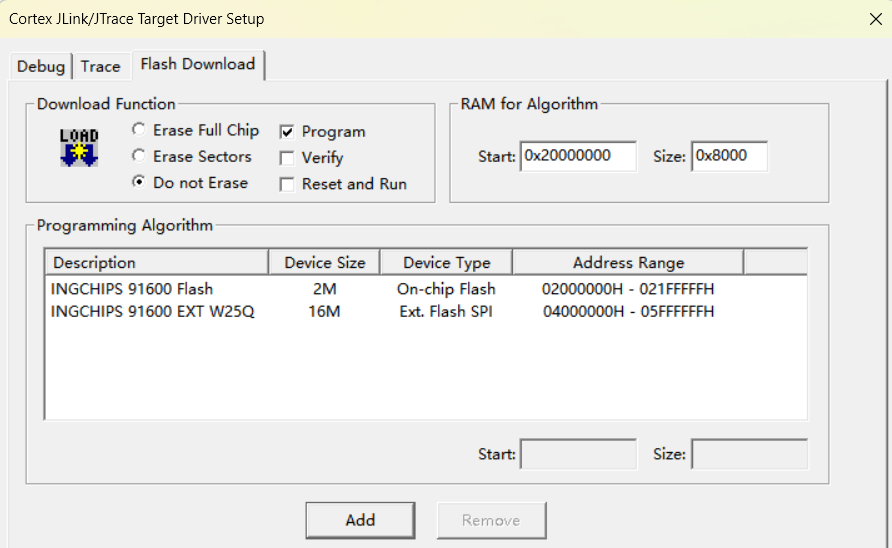 Cortex JLink/JTrace Target Driver Setup
Debug Trace Flash Download
Download Function
LOAD
Erase Full Chip Program
Erase Sectors Verify
Do not Erase Reset and Run
RAM for Algorithm
Start: 0x20000000 Size: 0x8000
Programming Algorithm
Description Device Size Device Type Address Range
INGCHIPS 91600 Flash 2M On-chip Flash 02000000H - 021FFFFFH
INGCHIPS 91600 EXT W25Q 16M Ext. Flash SPI 04000000H - 05FFFFFFH
Start: Size:
Add Remove